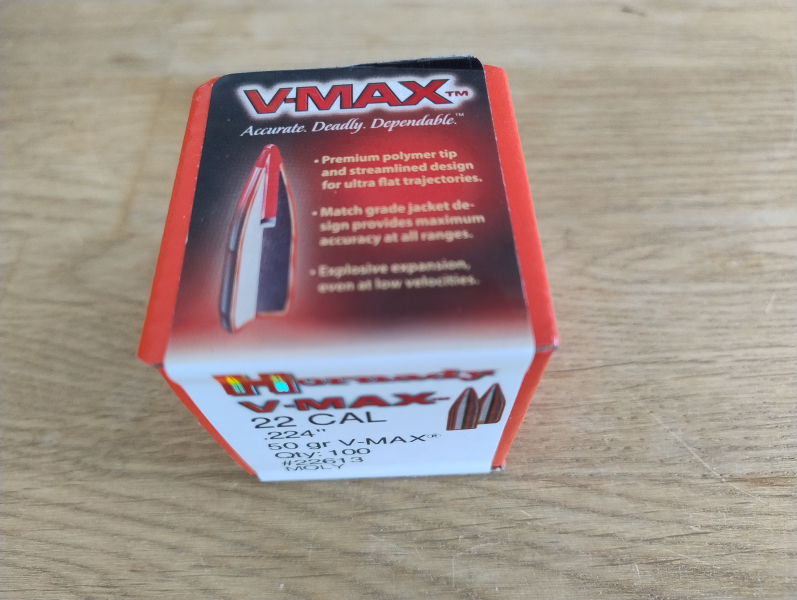 V-MAX™
Accurate. Deadly. Dependable.™
• Premium polymer tip
and streamlined design
for ultra flat trajectories.
• Match grade jacket de-
sign provides maximum
accuracy at all ranges.
• Explosive expansion,
even at low velocities.
Hornady
V-MAX™
22 CAL
.224"
50 gr V-MAX®
Qty: 100
#22613
MOLY